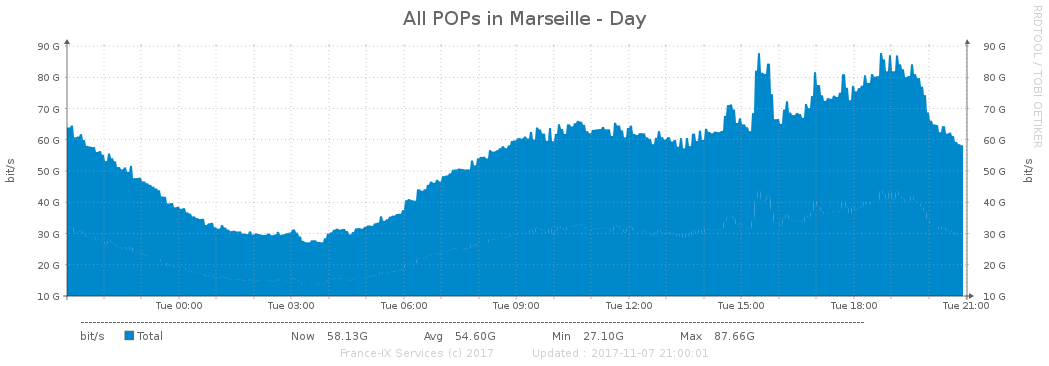 All POPs in Marseille - Day
RRDTOOL / TOBI OETIKER
bit/s
bit/s
90 G 90 G
80 G 80 G
70 G 70 G
60 G 60 G
50 G 50 G
40 G 40 G
30 G 30 G
20 G 20 G
10 G 10 G
Tue 00:00 Tue 03:00 Tue 06:00 Tue 09:00 Tue 12:00 Tue 15:00 Tue 18:00 Tue 21:00
bit/s Total Now 58.13G Avg 54.60G Min 27.10G Max 87.66G
France-IX Services (c) 2017 Updated : 2017-11-07 21:00:01